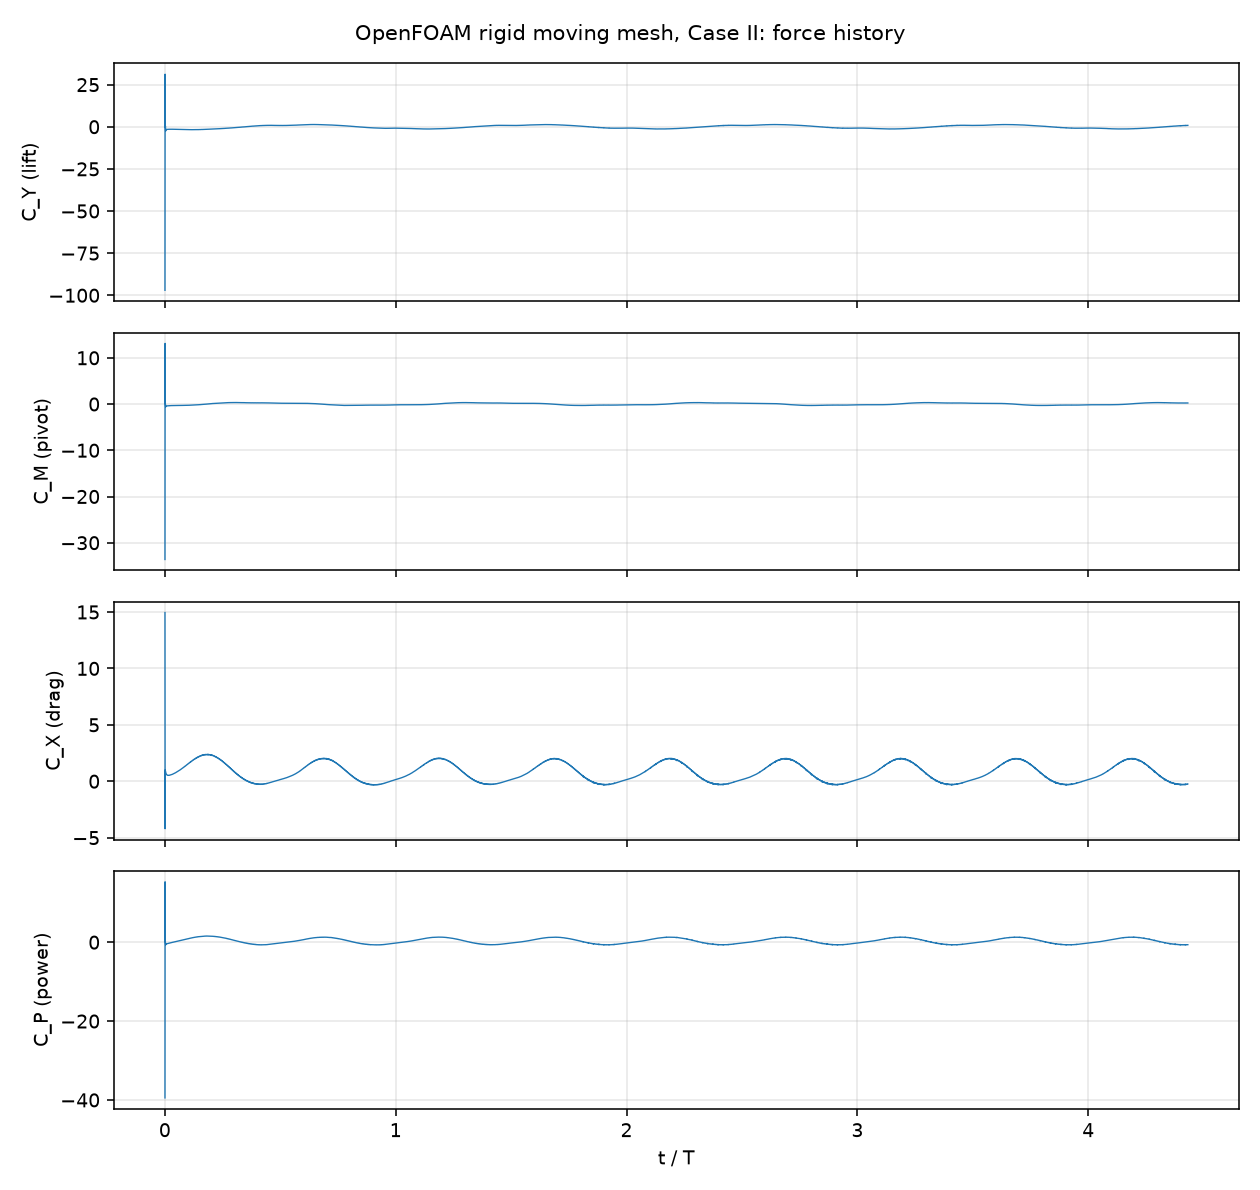 OpenFOAM rigid moving mesh, Case II: force history
C_Y (lift)
25
0
−25
−50
−75
−100
C_M (pivot)
10
0
−10
−20
−30
C_X (drag)
15
10
5
0
−5
C_P (power)
0
−20
−40
0 1 2 3 4
t / T